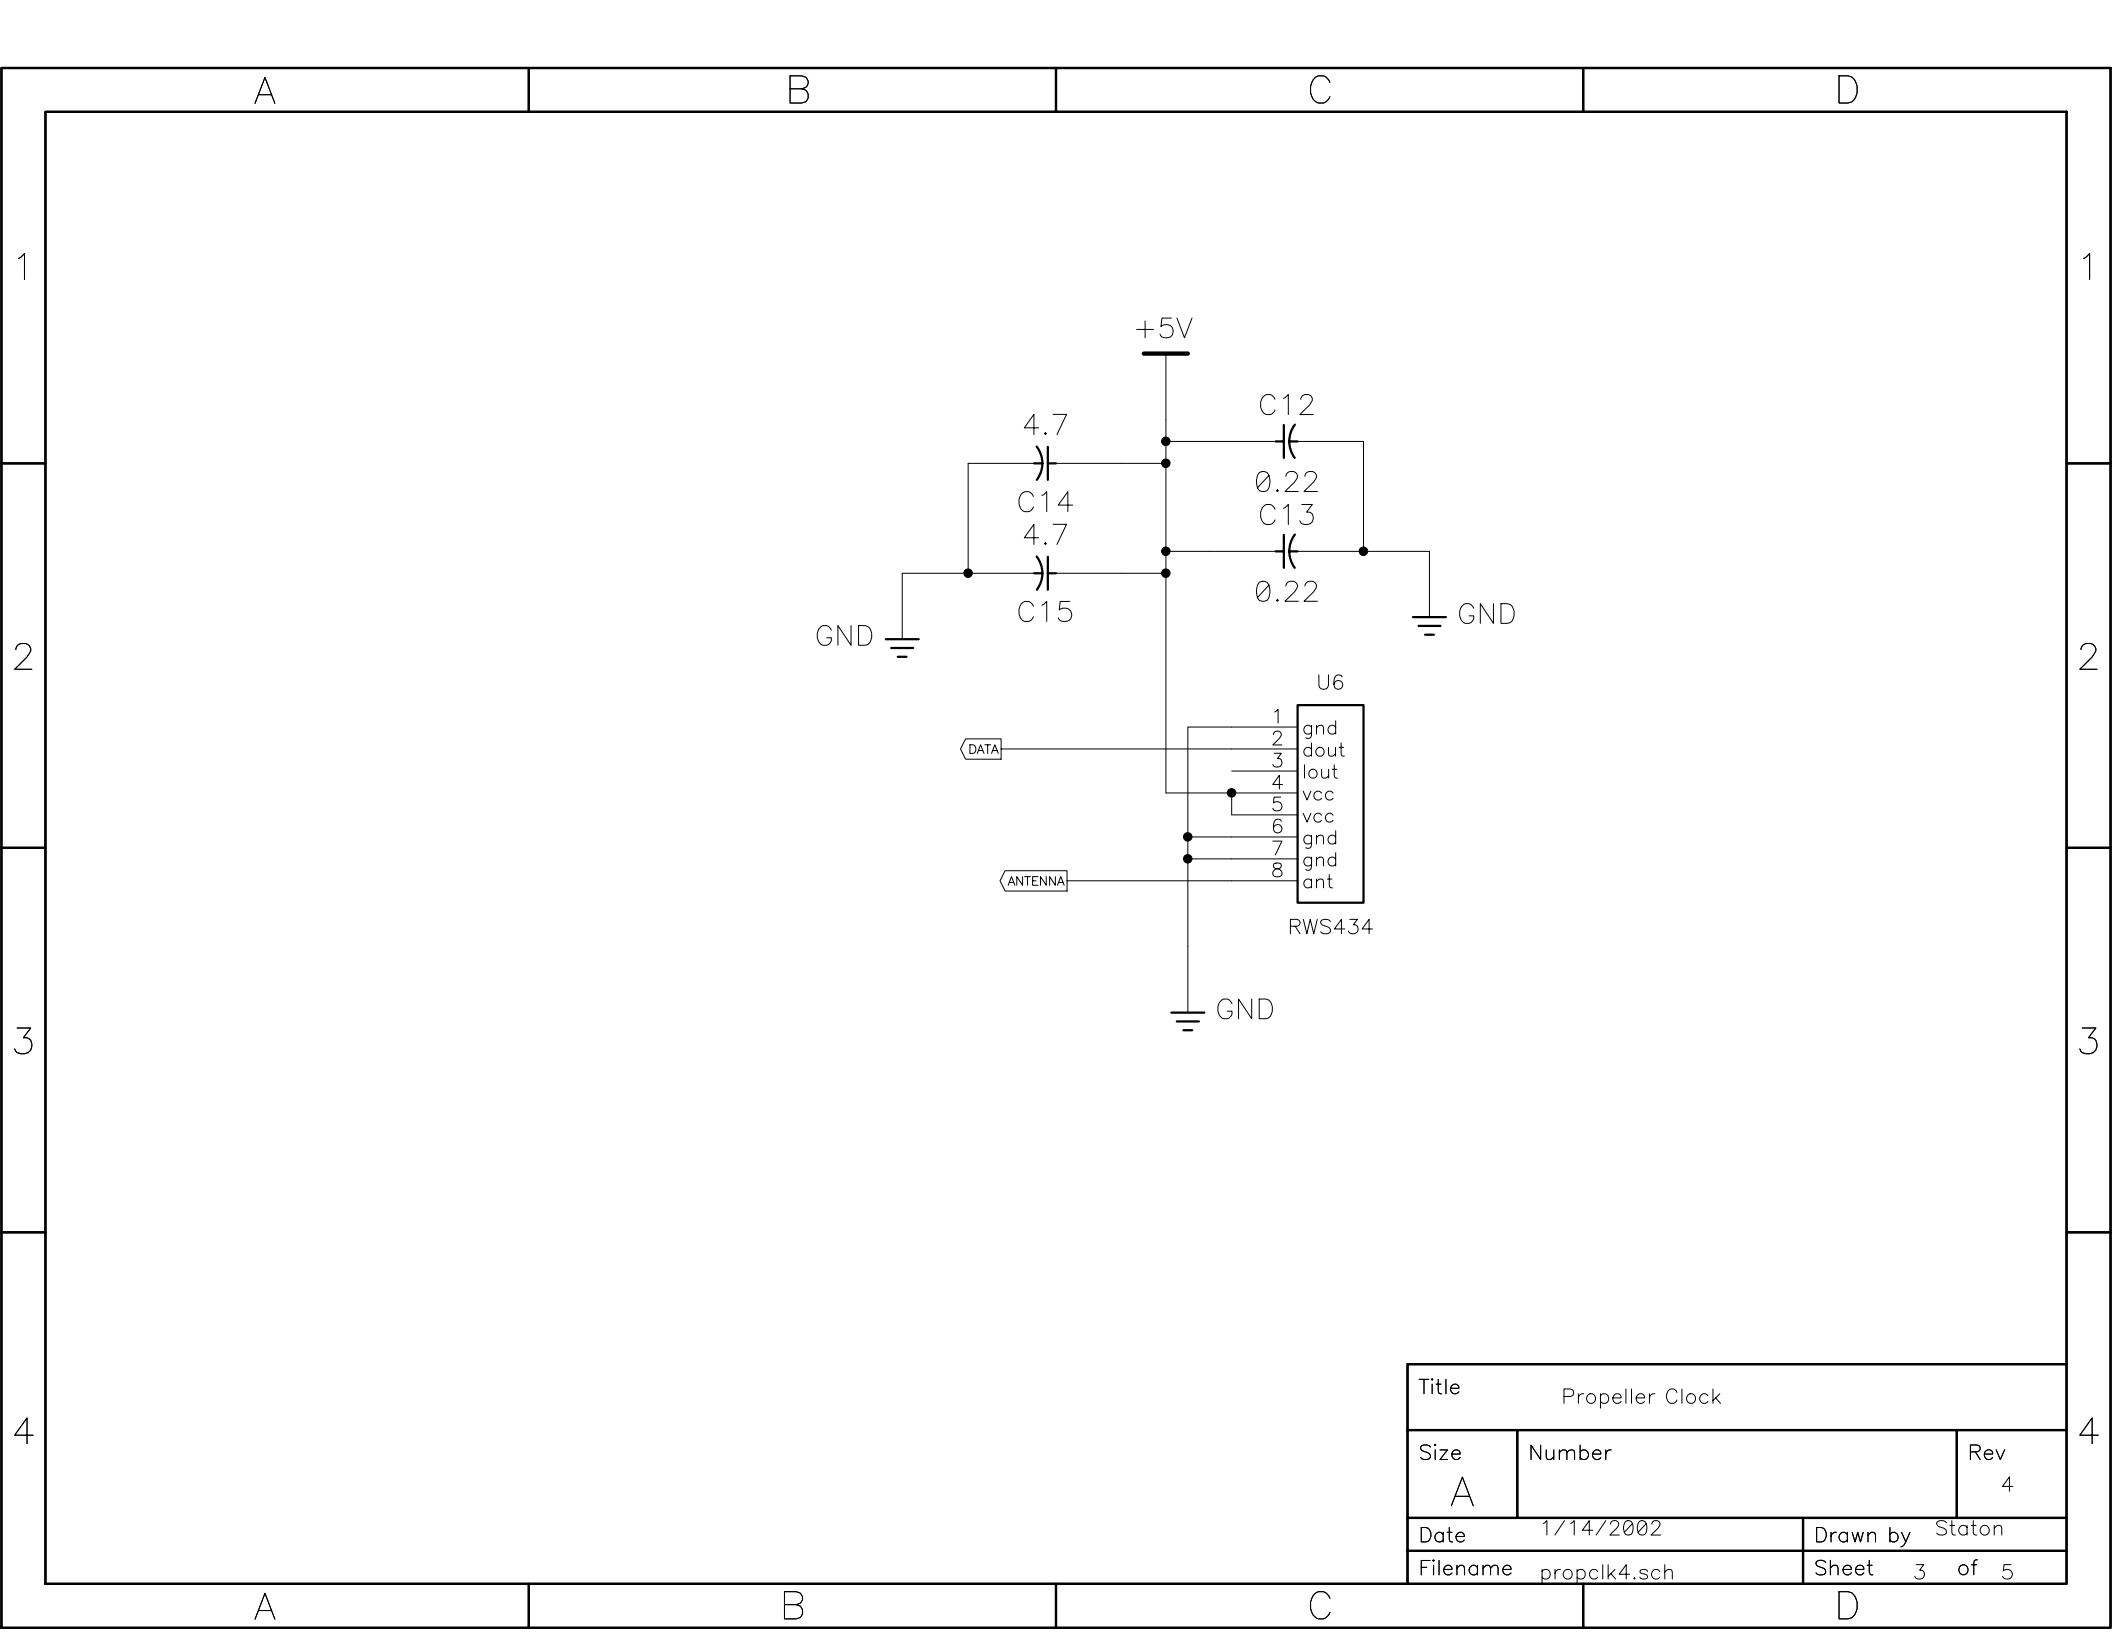 A B C D
1 1
+5V
4.7 C12
C14 0.22
4.7 C13
C15 0.22
GND GND
2 2
U6
1 gnd
DATA 2 dout
3 lout
4 vcc
5 vcc
6 gnd
7 gnd
ANTENNA 8 ant
RWS434
GND
3 3
Title Propeller Clock
4 4
Size Number Rev
A 4
Date 1/14/2002 Drawn by Staton
Filename propclk4.sch Sheet 3 of 5
A B C D